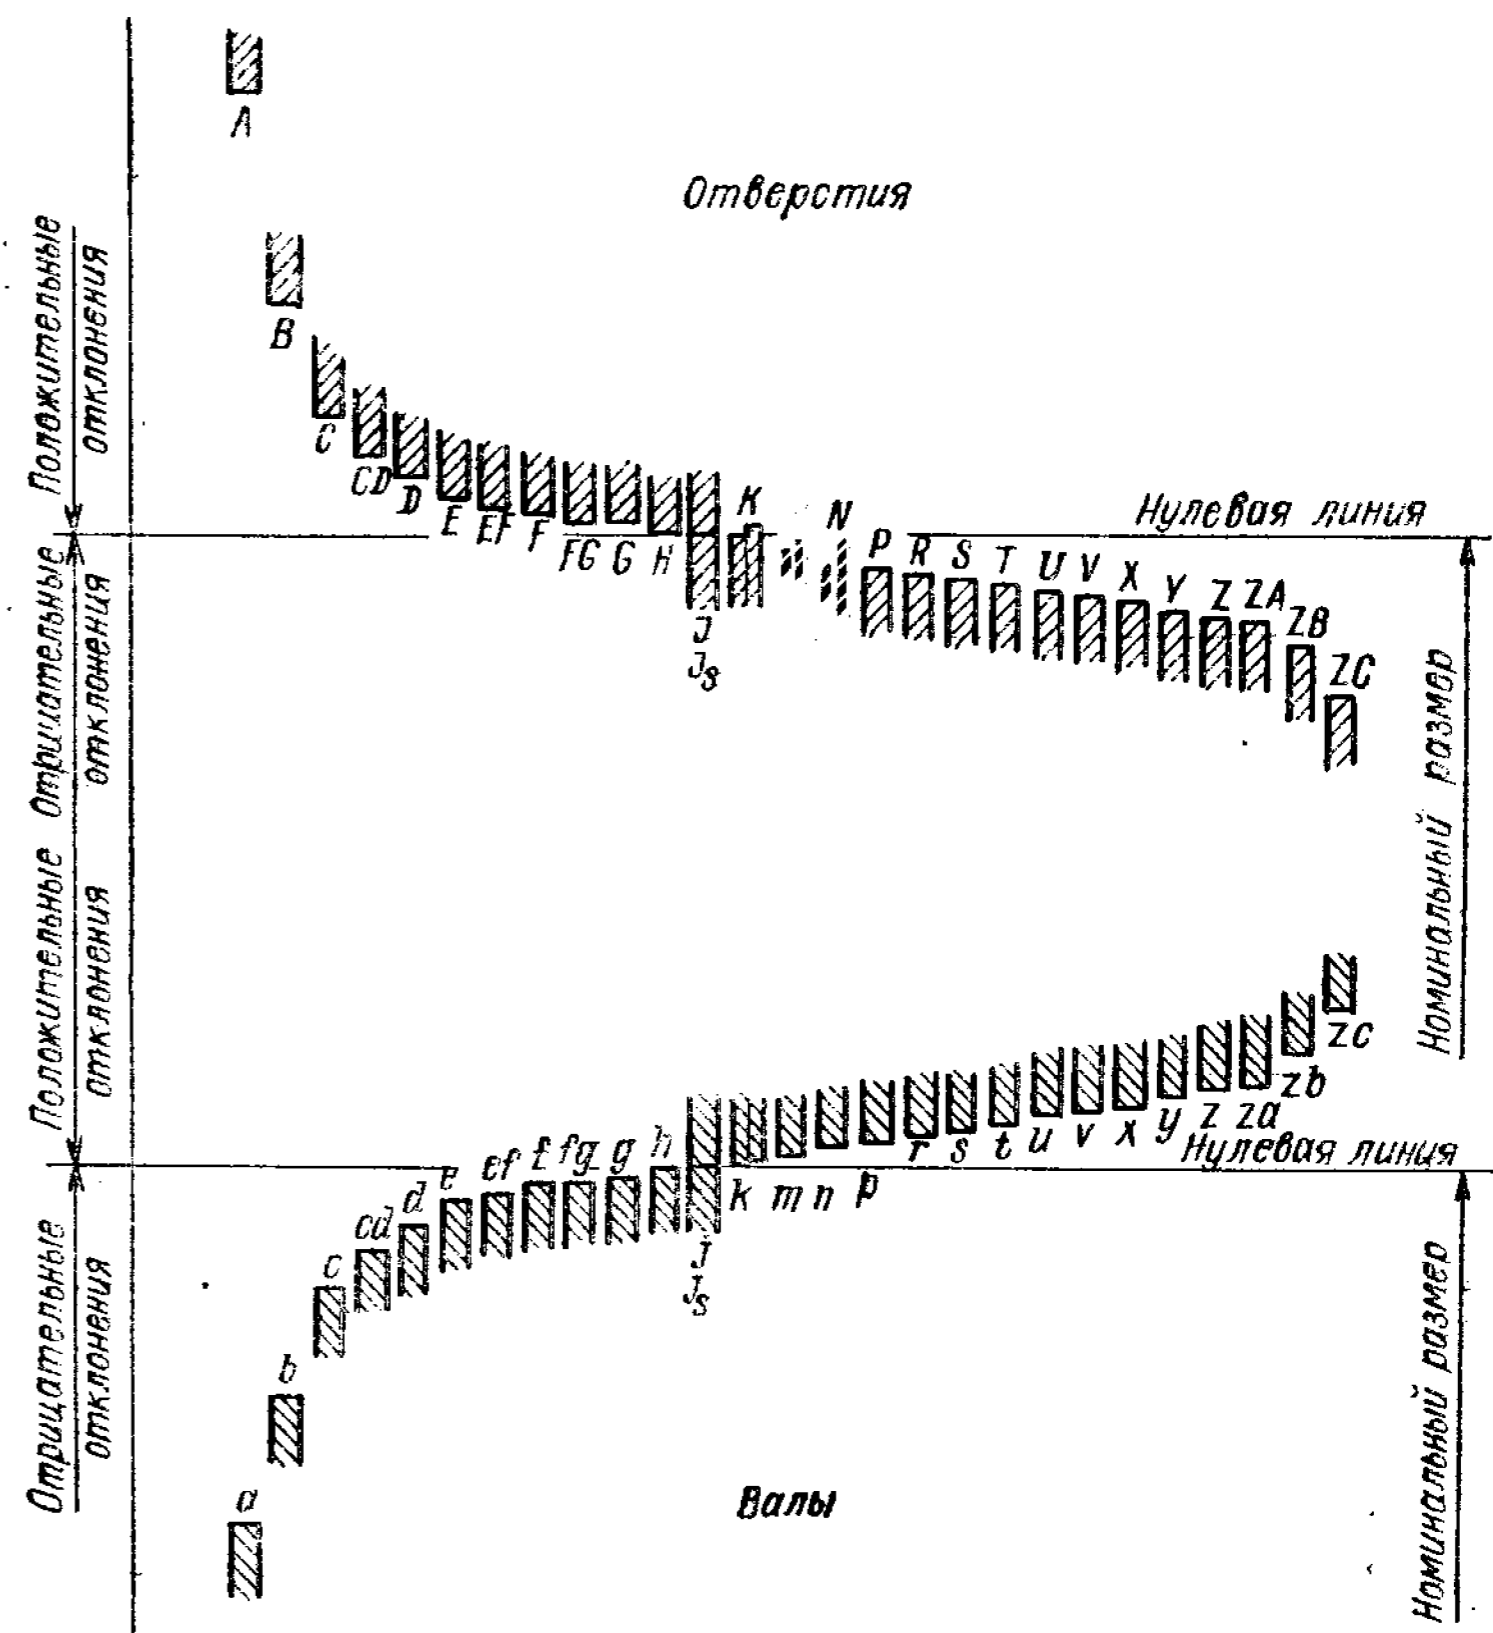 A
Отверстия
B
C
CD
D
E
EF
F
FG
G
H
J
Js
K
N
P
R
S
T
U
V
X
Y
Z
ZA
ZB
ZC
Нулевая линия
Положительные
отклонения
Отрицательные
отклонения
Номинальный размер
Положительные
отклонения
Отрицательные
отклонения
a
b
c
cd
d
e
ef
f
fg
g
h
J
Js
k
m
n
p
r
s
t
u
v
x
y
z
za
zb
zc
Нулевая линия
Номинальный размер
Валы